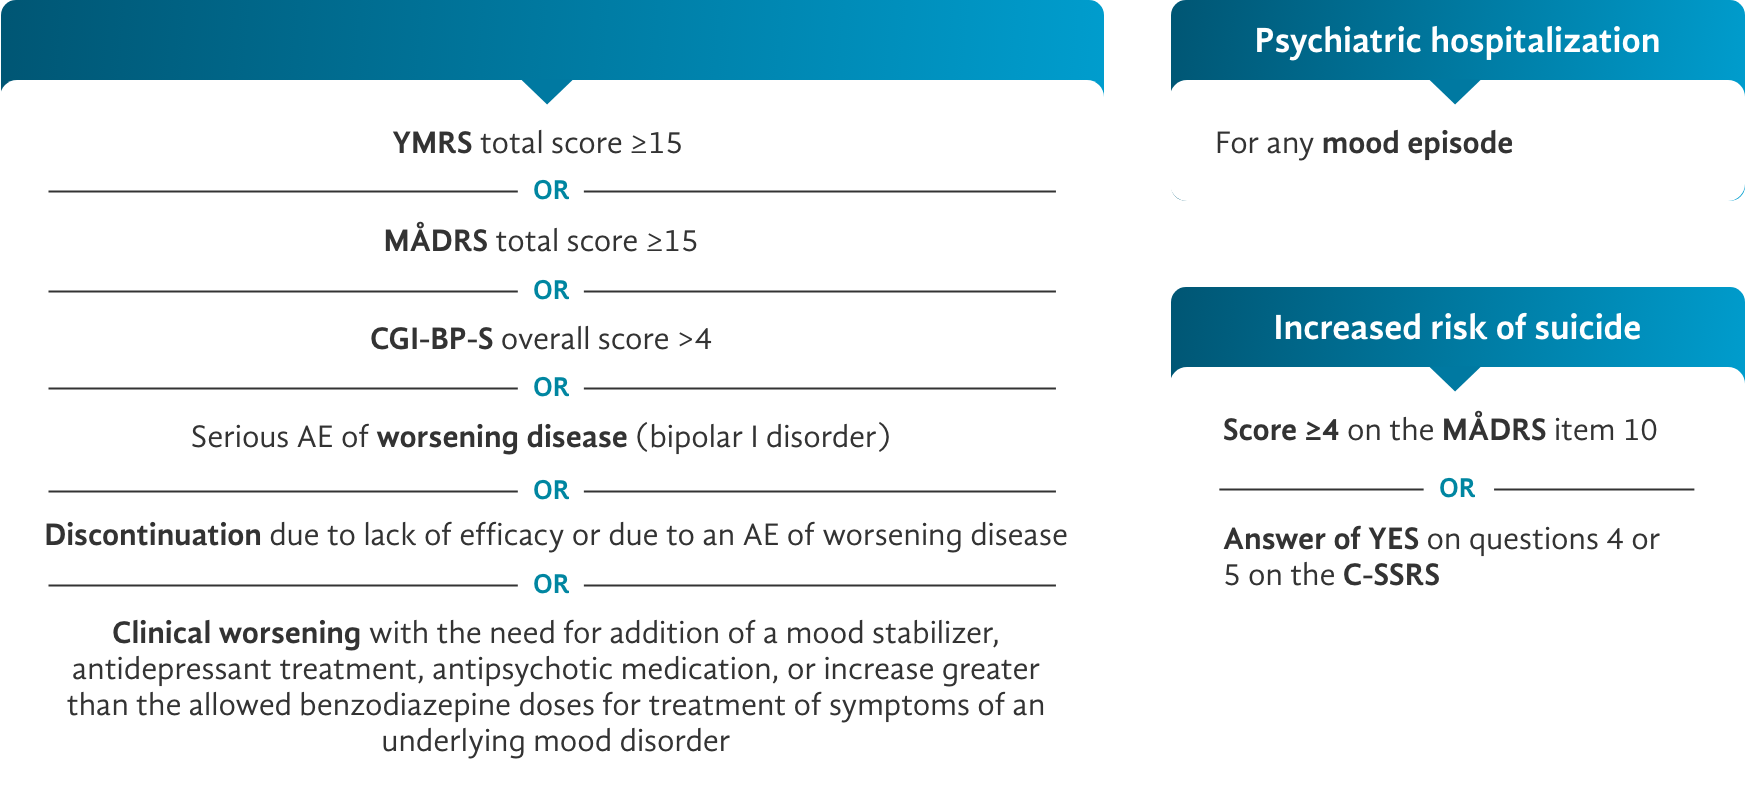 YMRS total score ≥15
OR
MÅDRS total score ≥15
OR
CGI-BP-S overall score >4
OR
Serious AE of worsening disease (bipolar I disorder)
OR
Discontinuation due to lack of efficacy or due to an AE of worsening disease
OR
Clinical worsening with the need for addition of a mood stabilizer,
antidepressant treatment, antipsychotic medication, or increase greater
than the allowed benzodiazepine doses for treatment of symptoms of an
underlying mood disorder
Psychiatric hospitalization
For any mood episode
Increased risk of suicide
Score ≥4 on the MÅDRS item 10
OR
Answer of YES on questions 4 or
5 on the C-SSRS